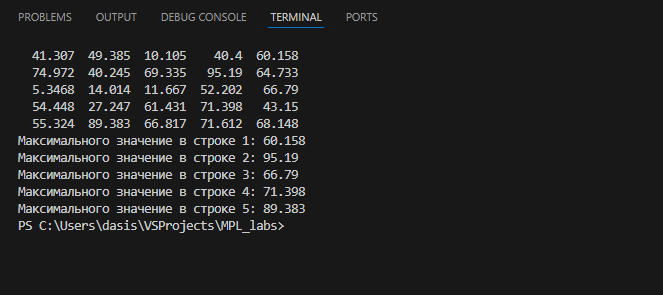 PROBLEMS OUTPUT DEBUG CONSOLE TERMINAL PORTS
41.307 49.385 10.105 40.4 60.158
74.972 40.245 69.335 95.19 64.733
5.3468 14.014 11.667 52.202 66.79
54.448 27.247 61.431 71.398 43.15
55.324 89.383 66.817 71.612 68.148
Максимального значение в строке 1: 60.158
Максимального значение в строке 2: 95.19
Максимального значение в строке 3: 66.79
Максимального значение в строке 4: 71.398
Максимального значение в строке 5: 89.383
PS C:\Users\dasis\VSProjects\MPL_labs>